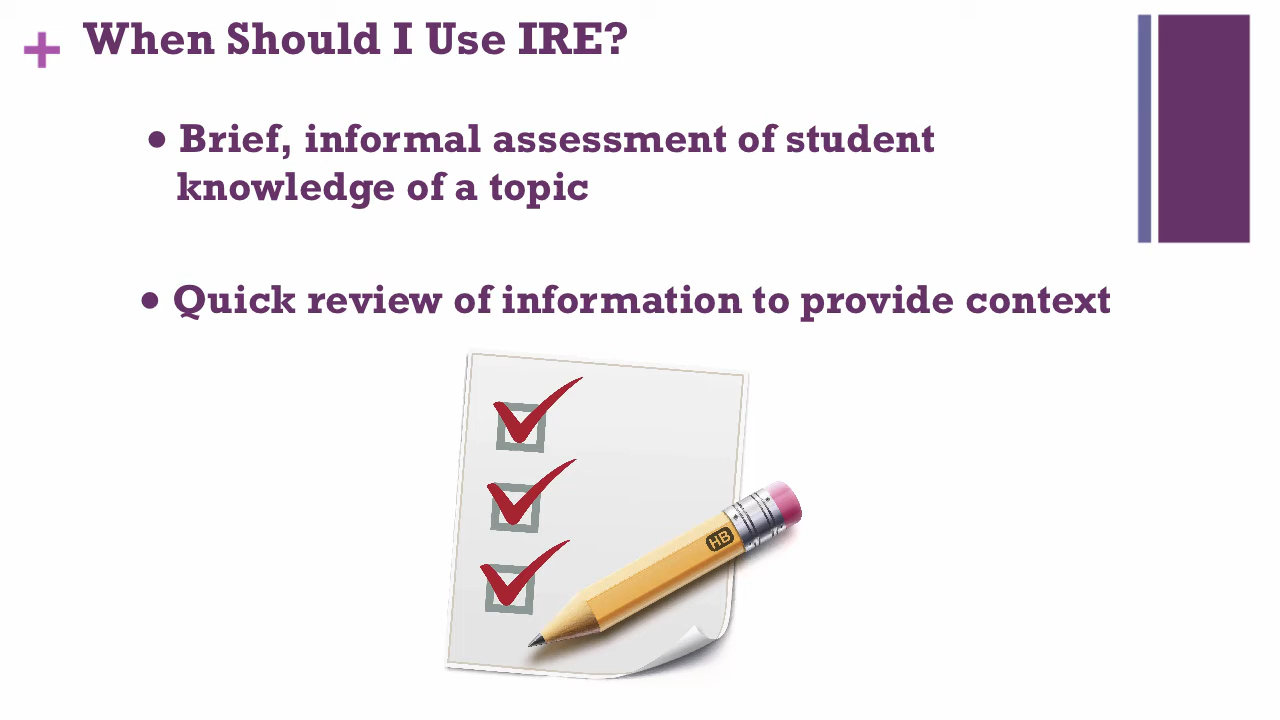 When Should I Use IRE?
• Brief, informal assessment of student
knowledge of a topic
• Quick review of information to provide context
HB